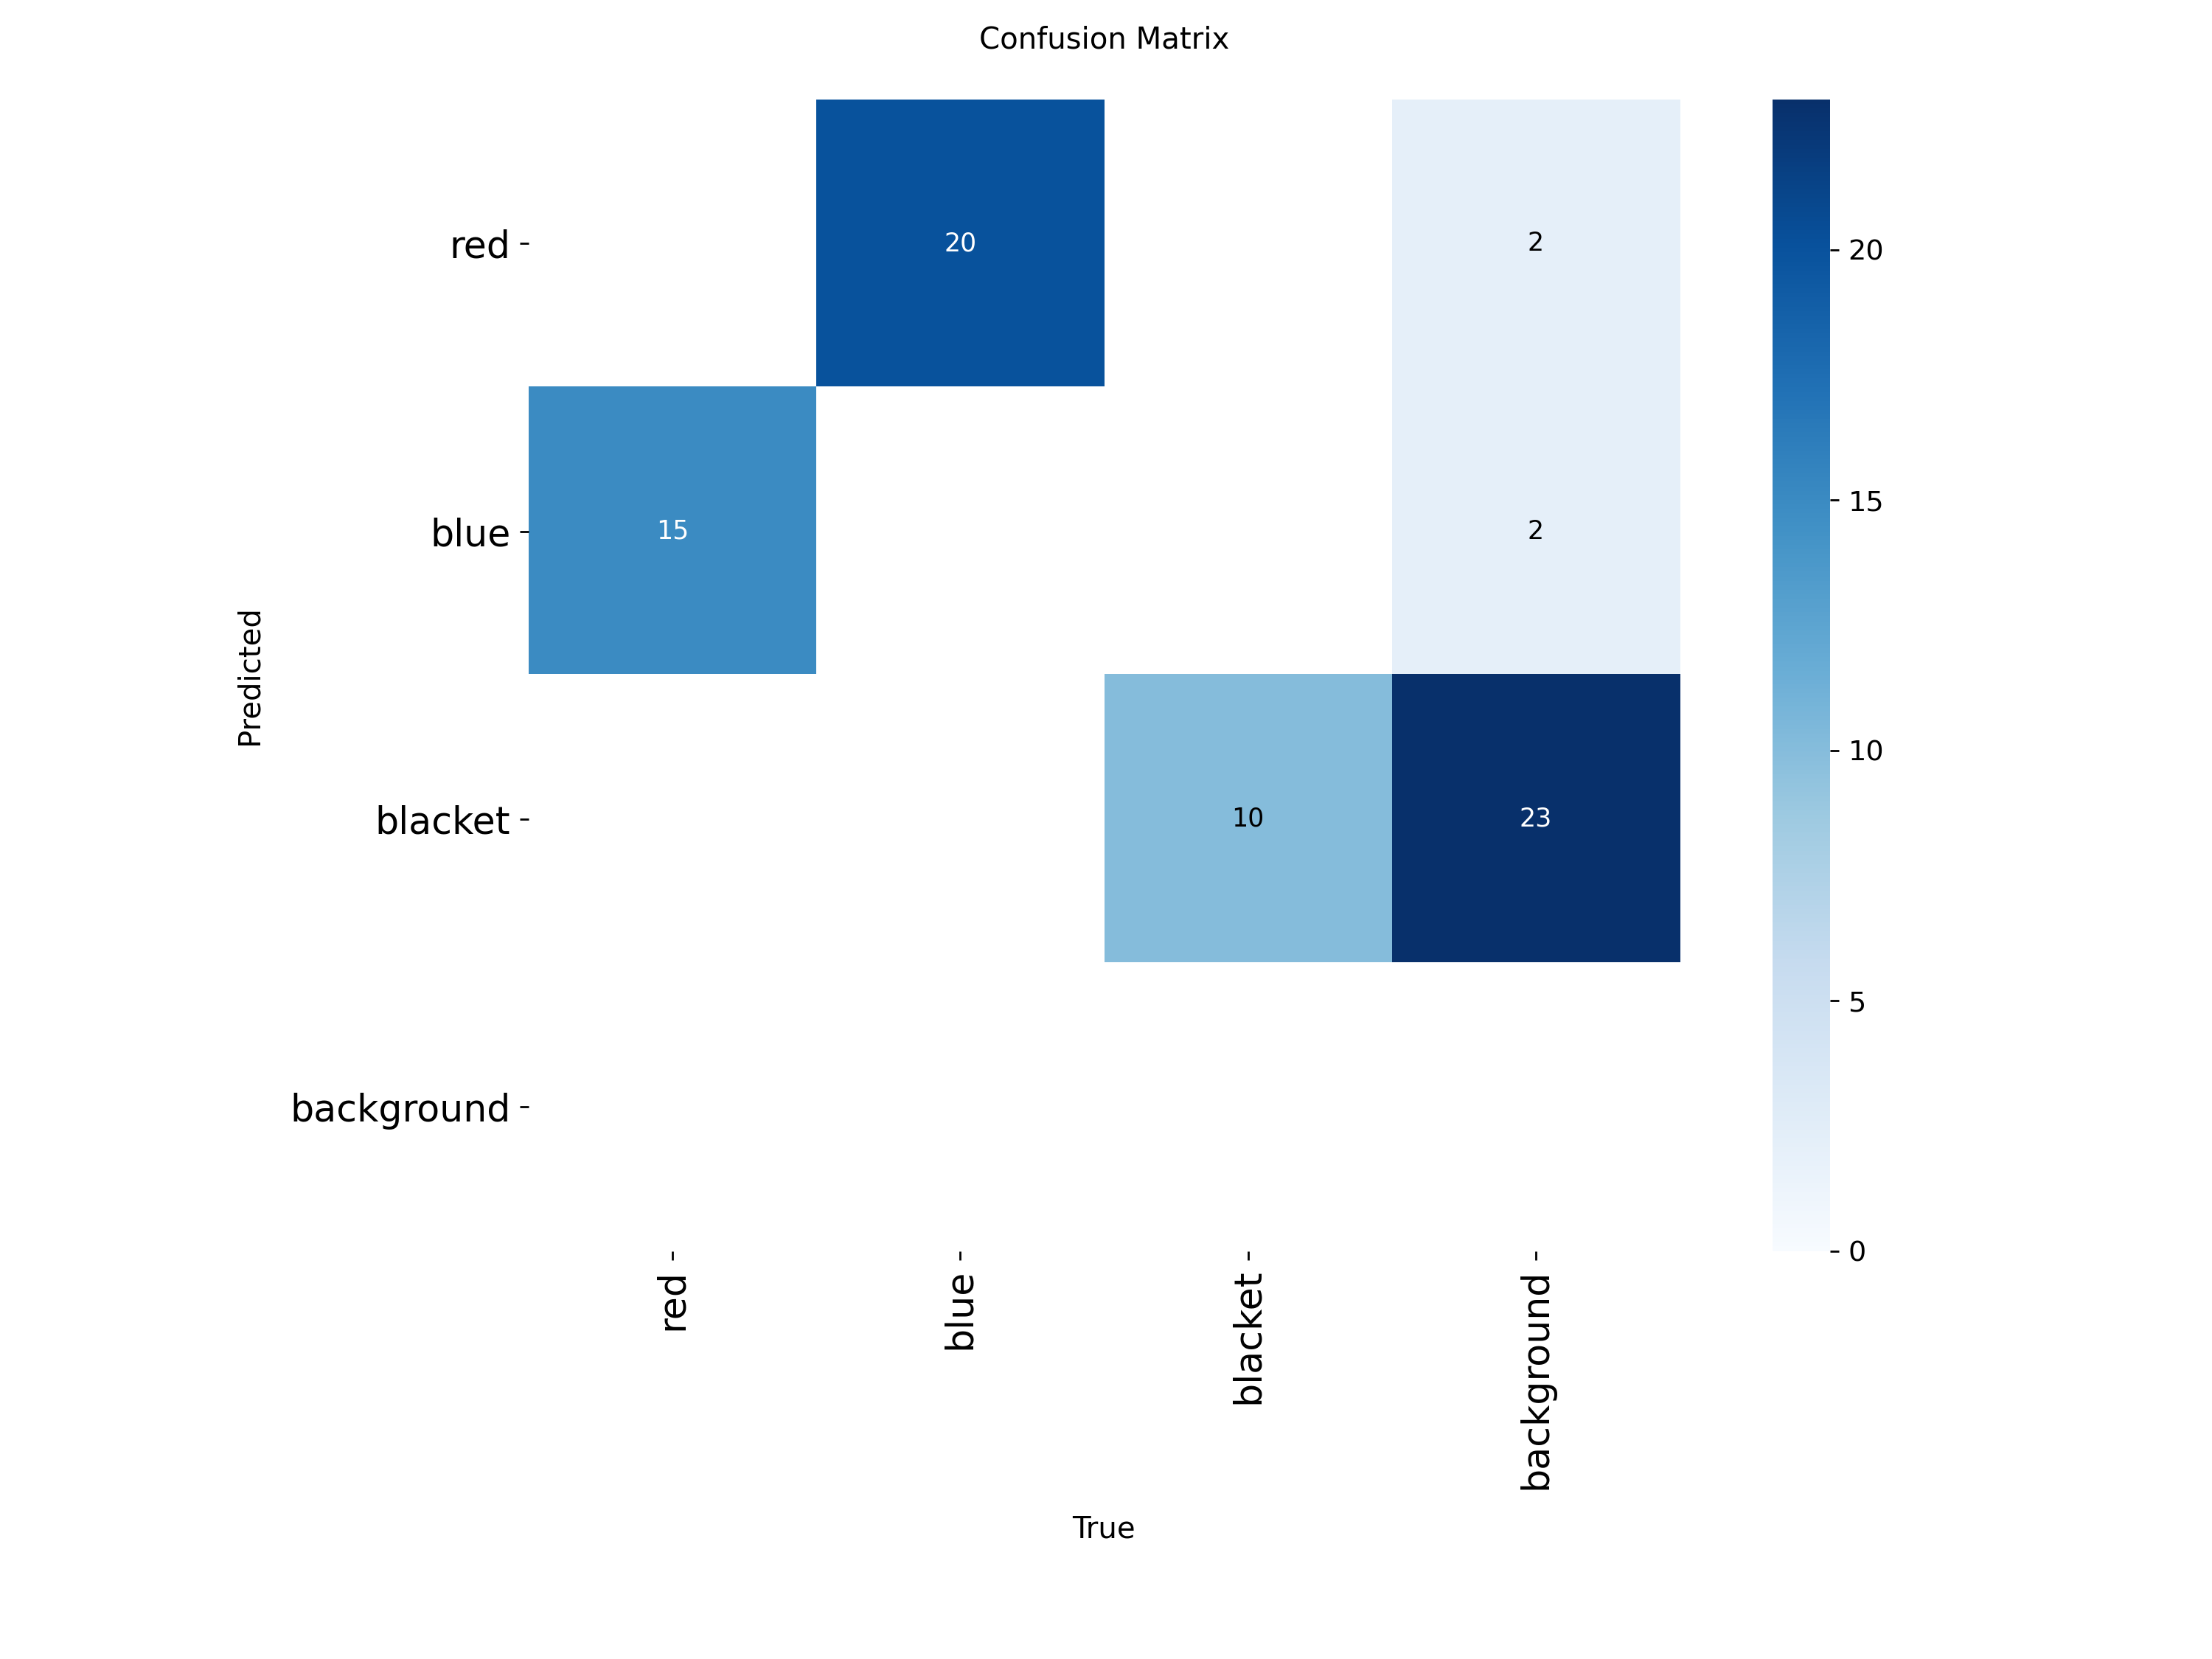 Confusion Matrix
red
20
2
20
blue
15
2
15
Predicted
blacket
10
23
10
background
5
0
red
blue
blacket
background
True